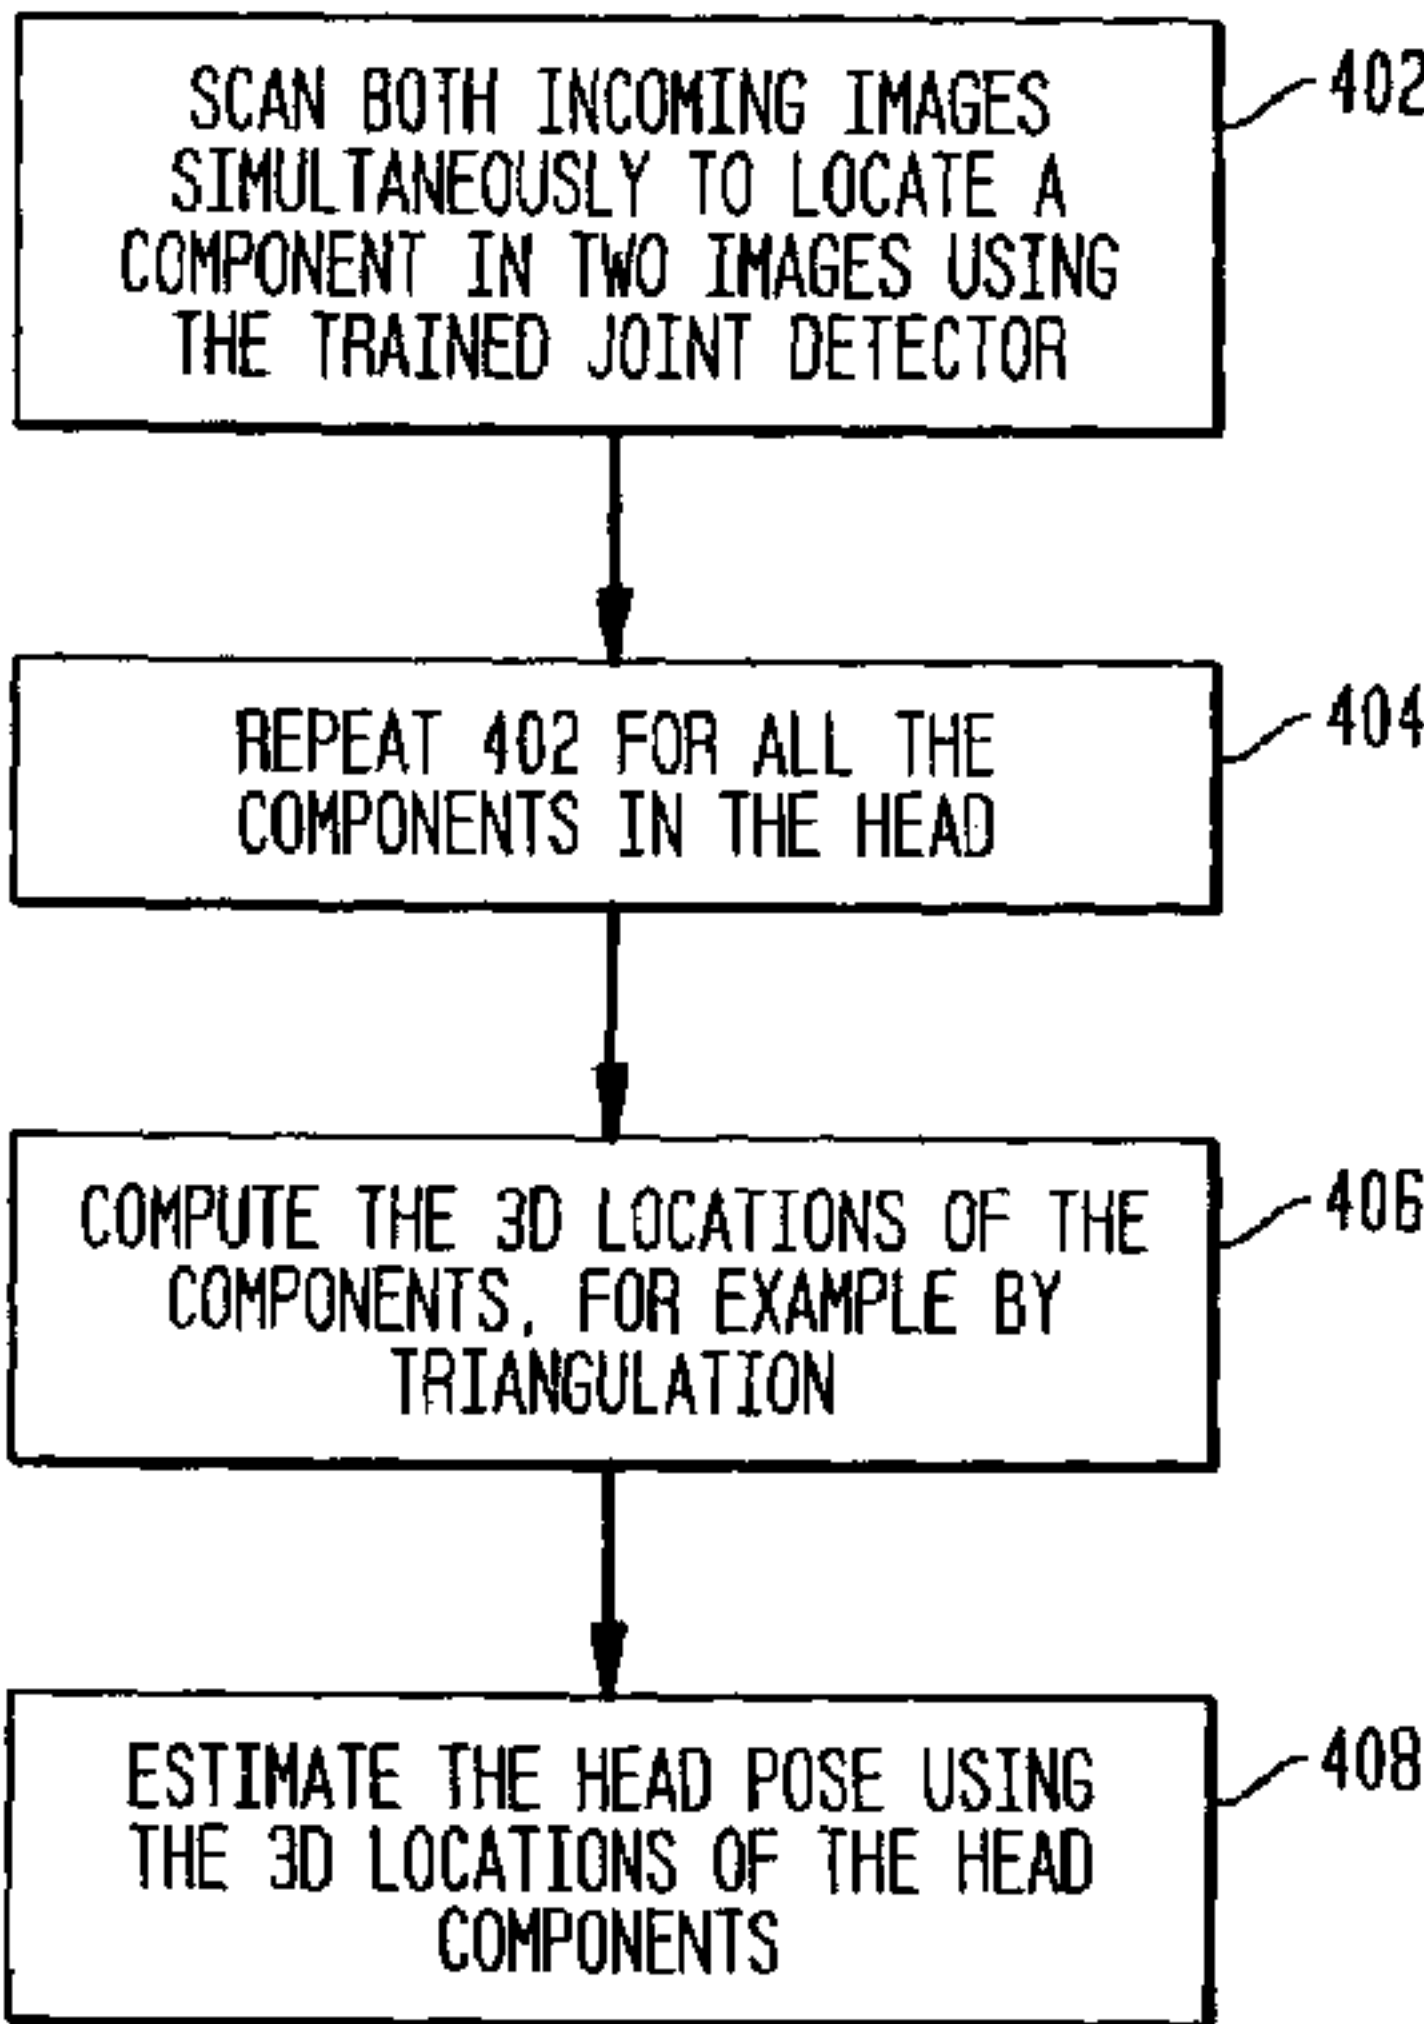 SCAN BOTH INCOMING IMAGES
SIMULTANEOUSLY TO LOCATE A
COMPONENT IN TWO IMAGES USING
THE TRAINED JOINT DETECTOR
402
REPEAT 402 FOR ALL THE
COMPONENTS IN THE HEAD
404
COMPUTE THE 3D LOCATIONS OF THE
COMPONENTS, FOR EXAMPLE BY
TRIANGULATION
406
ESTIMATE THE HEAD POSE USING
THE 3D LOCATIONS OF THE HEAD
COMPONENTS
408